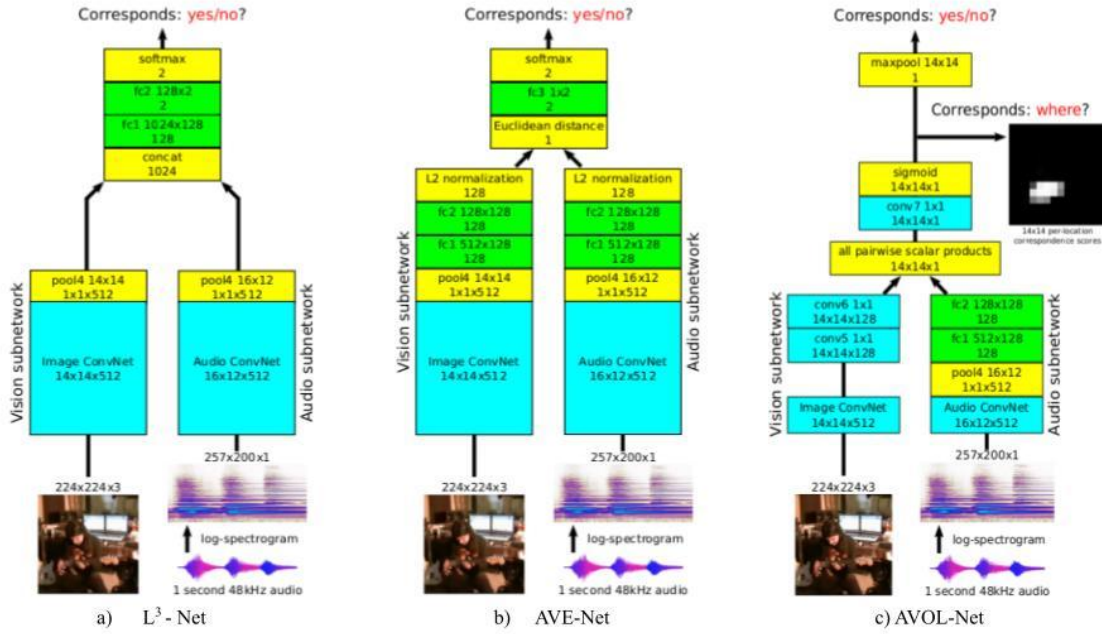 Corresponds: yes/no?
softmax
2
fc2 128x2
2
fc1 1024x128
128
concat
1024
Vision subnetwork
pool4 14x14
1x1x512
Image ConvNet
14x14x512
pool4 16x12
1x1x512
Audio ConvNet
16x12x512
Audio subnetwork
224x224x3
257x200x1
log-spectrogram
1 second 48kHz audio
a) L³ - Net
Corresponds: yes/no?
softmax
2
fc3 1x2
2
Euclidean distance
1
Vision subnetwork
L2 normalization
128
fc2 128x128
128
fc1 512x128
128
pool4 14x14
1x1x512
Image ConvNet
14x14x512
L2 normalization
128
fc2 128x128
128
fc1 512x128
128
pool4 16x12
1x1x512
Audio ConvNet
16x12x512
Audio subnetwork
224x224x3
257x200x1
log-spectrogram
1 second 48kHz audio
b) AVE-Net
Corresponds: yes/no?
maxpool 14x14
1
Corresponds: where?
14x14 per-location
correspondence scores
sigmoid
14x14x1
conv7 1x1
14x14x1
all pairwise scalar products
14x14x1
Vision subnetwork
conv6 1x1
14x14x128
conv5 1x1
14x14x128
Image ConvNet
14x14x512
fc2 128x128
128
fc1 512x128
128
pool4 16x12
1x1x512
Audio ConvNet
16x12x512
Audio subnetwork
224x224x3
257x200x1
log-spectrogram
1 second 48kHz audio
c) AVOL-Net